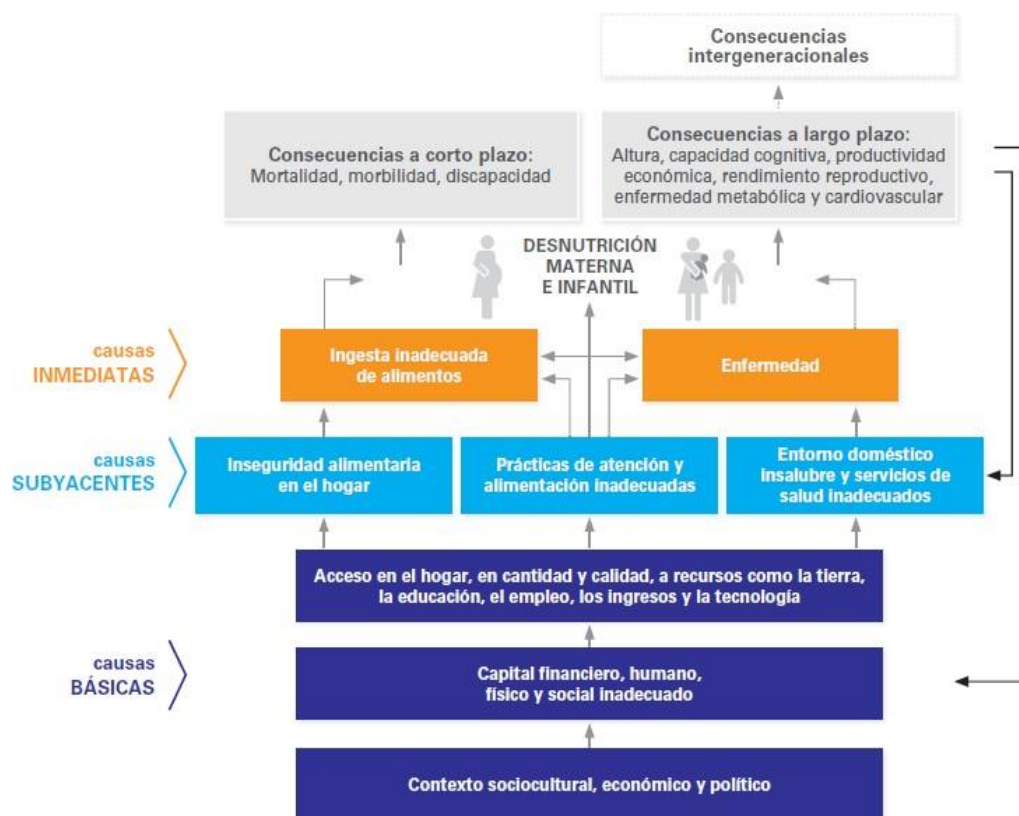 Consecuencias
intergeneracionales
Consecuencias a corto plazo:
Mortalidad, morbilidad, discapacidad
Consecuencias a largo plazo:
Altura, capacidad cognitiva, productividad
económica, rendimiento reproductivo,
enfermedad metabólica y cardiovascular
DESNUTRICIÓN
MATERNA
E INFANTIL
causas
INMEDIATAS
Ingesta inadecuada
de alimentos
Enfermedad
causas
SUBYACENTES
Inseguridad alimentaria
en el hogar
Prácticas de atención y
alimentación inadecuadas
Entorno doméstico
insalubre y servicios de
salud inadecuados
Acceso en el hogar, en cantidad y calidad, a recursos como la tierra,
la educación, el empleo, los ingresos y la tecnología
causas
BÁSICAS
Capital financiero, humano,
físico y social inadecuado
Contexto sociocultural, económico y político